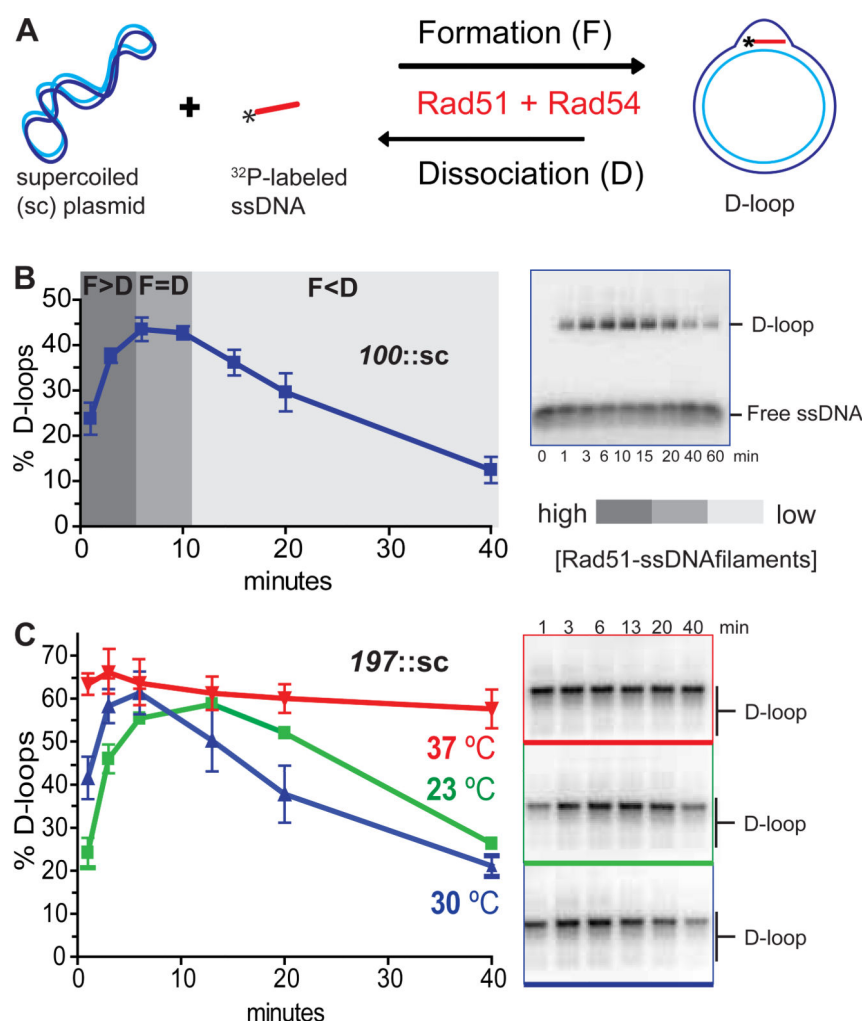 A
Formation (F)
Rad51 + Rad54
Dissociation (D)
+
*
supercoiled
(sc) plasmid
32P-labeled
ssDNA
*
D-loop
B
F>D F=D F<D
% D-loops
50
40
30
20
10
0
100::sc
0 10 20 30 40
minutes
D-loop
Free ssDNA
0 1 3 6 10 15 20 40 60 min
high low
[Rad51-ssDNAfilaments]
C
% D-loops
70
60
50
40
30
20
10
0
197::sc
37 ºC
23 ºC
30 ºC
0 10 20 30 40
minutes
1 3 6 13 20 40 min
D-loop
D-loop
D-loop